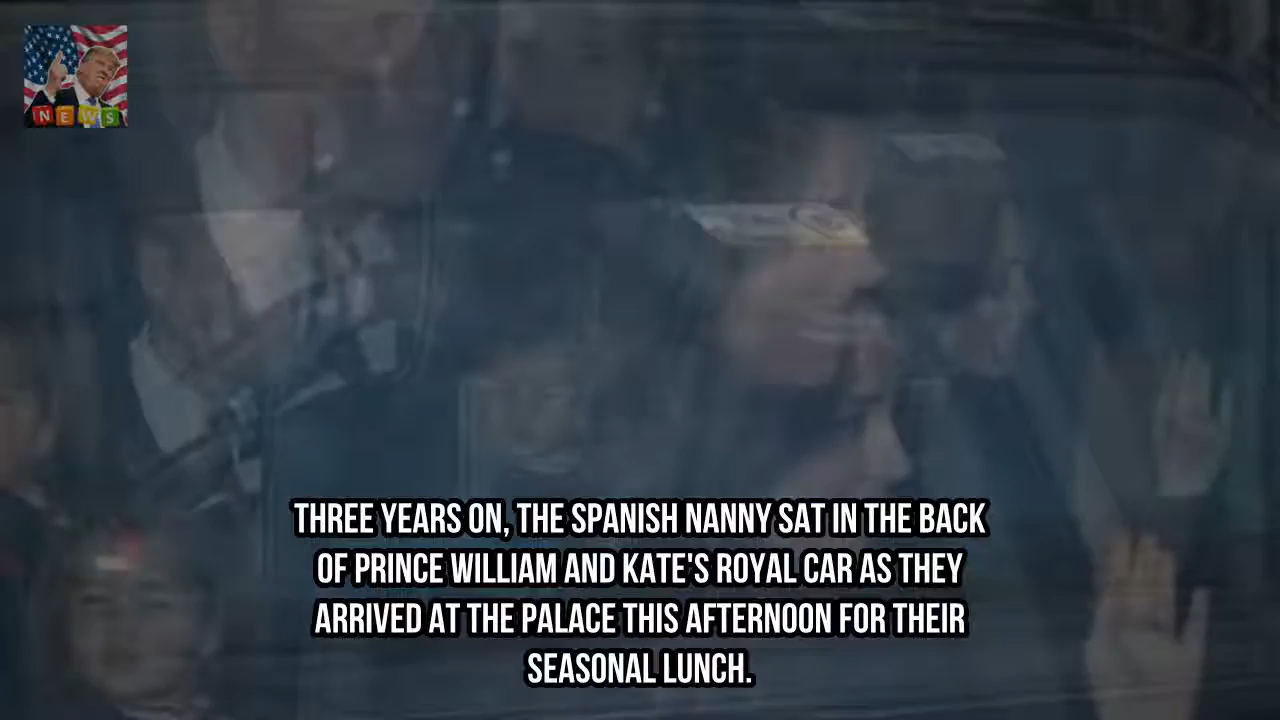 NEWS
THREE YEARS ON, THE SPANISH NANNY SAT IN THE BACK
OF PRINCE WILLIAM AND KATE'S ROYAL CAR AS THEY
ARRIVED AT THE PALACE THIS AFTERNOON FOR THEIR
SEASONAL LUNCH.